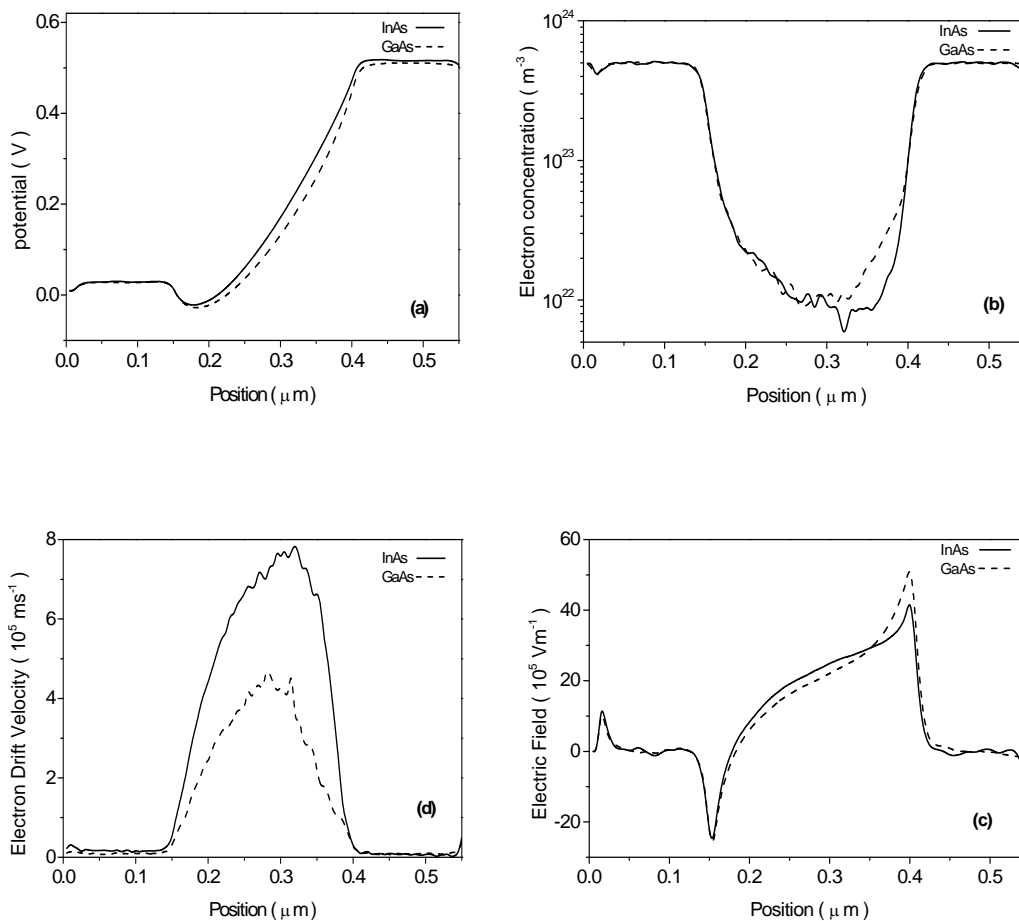 InAs
GaAs
0.6
0.4
0.2
0.0
potential ( V )
(a)
0.0 0.1 0.2 0.3 0.4 0.5
Position ( μ m )
InAs
GaAs
10^24
10^23
10^22
Electron concentration ( m^-3 )
(b)
0.0 0.1 0.2 0.3 0.4 0.5
Position ( μ m )
InAs
GaAs
8
6
4
2
0
Electron Drift Velocity ( 10^5 ms^-1 )
(d)
0.0 0.1 0.2 0.3 0.4 0.5
Position ( μ m )
InAs
GaAs
60
40
20
0
-20
Electric Field ( 10^5 Vm^-1 )
(c)
0.0 0.1 0.2 0.3 0.4 0.5
Position ( μ m )